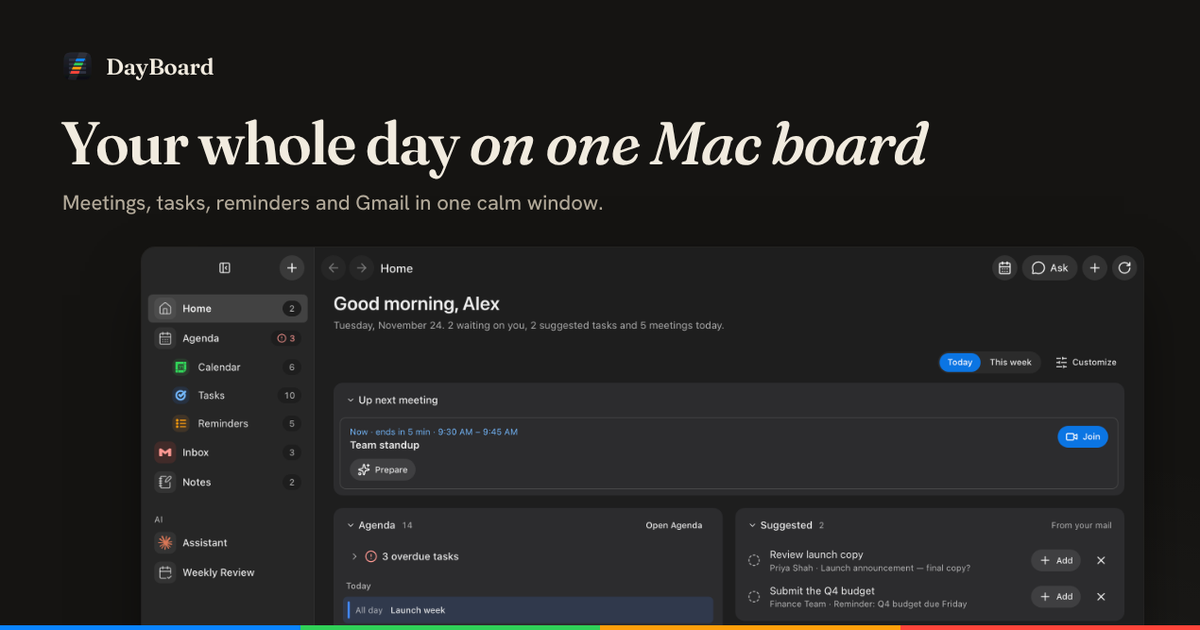 DayBoard
Your whole day on one Mac board
Meetings, tasks, reminders and Gmail in one calm window.
Home
Ask
Home 2
Good morning, Alex
Tuesday, November 24. 2 waiting on you, 2 suggested tasks and 5 meetings today.
Agenda 3
Calendar 6
Tasks 10
Reminders 5
Inbox 3
Notes 2
AI
Assistant
Weekly Review
Today
This week
Customize
Up next meeting
Now · ends in 5 min · 9:30 AM – 9:45 AM
Team standup
Join
Prepare
Agenda 14
Open Agenda
3 overdue tasks
Today
All day Launch week
Suggested 2
From your mail
Review launch copy
Priya Shah · Launch announcement — final copy?
Add
Submit the Q4 budget
Finance Team · Reminder: Q4 budget due Friday
Add